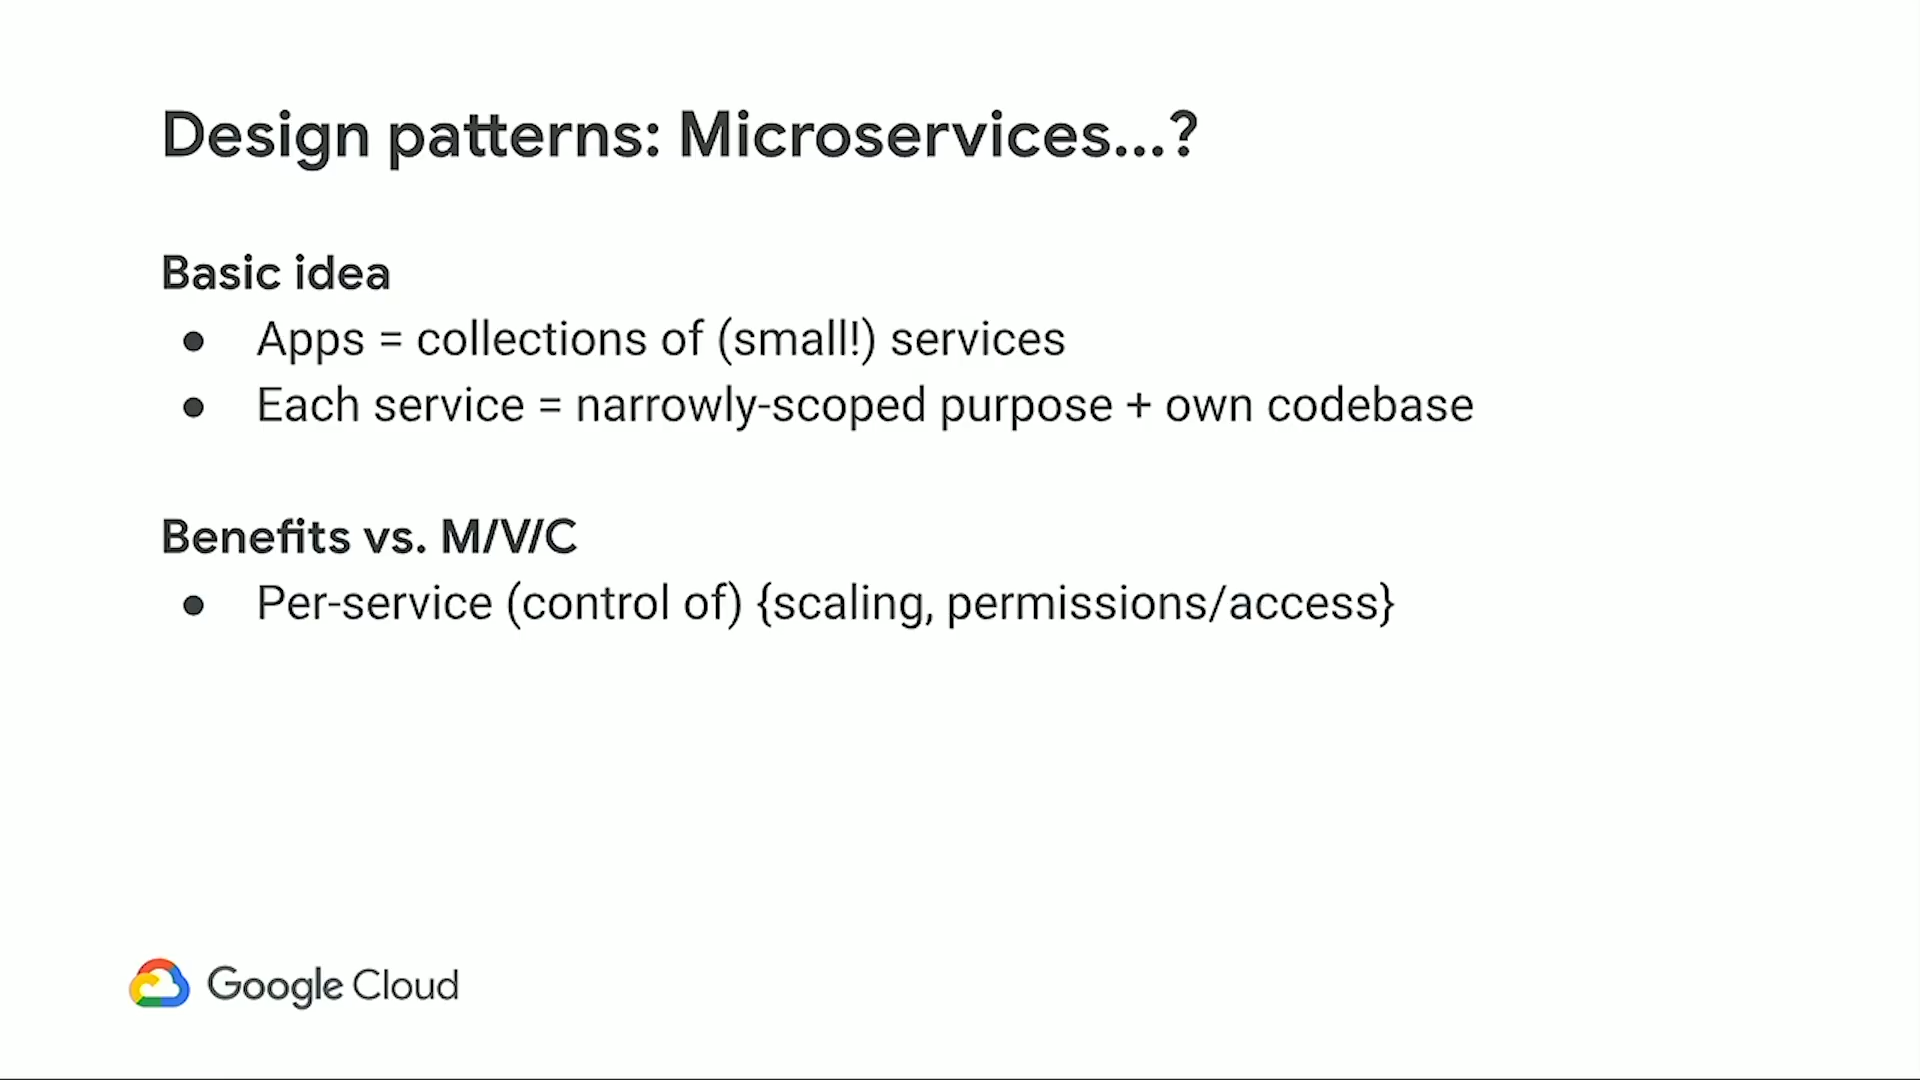 Design patterns: Microservices...?
Basic idea
● Apps = collections of (small!) services
● Each service = narrowly-scoped purpose + own codebase
Benefits vs. M/V/C
● Per-service (control of) {scaling, permissions/access}
Google Cloud